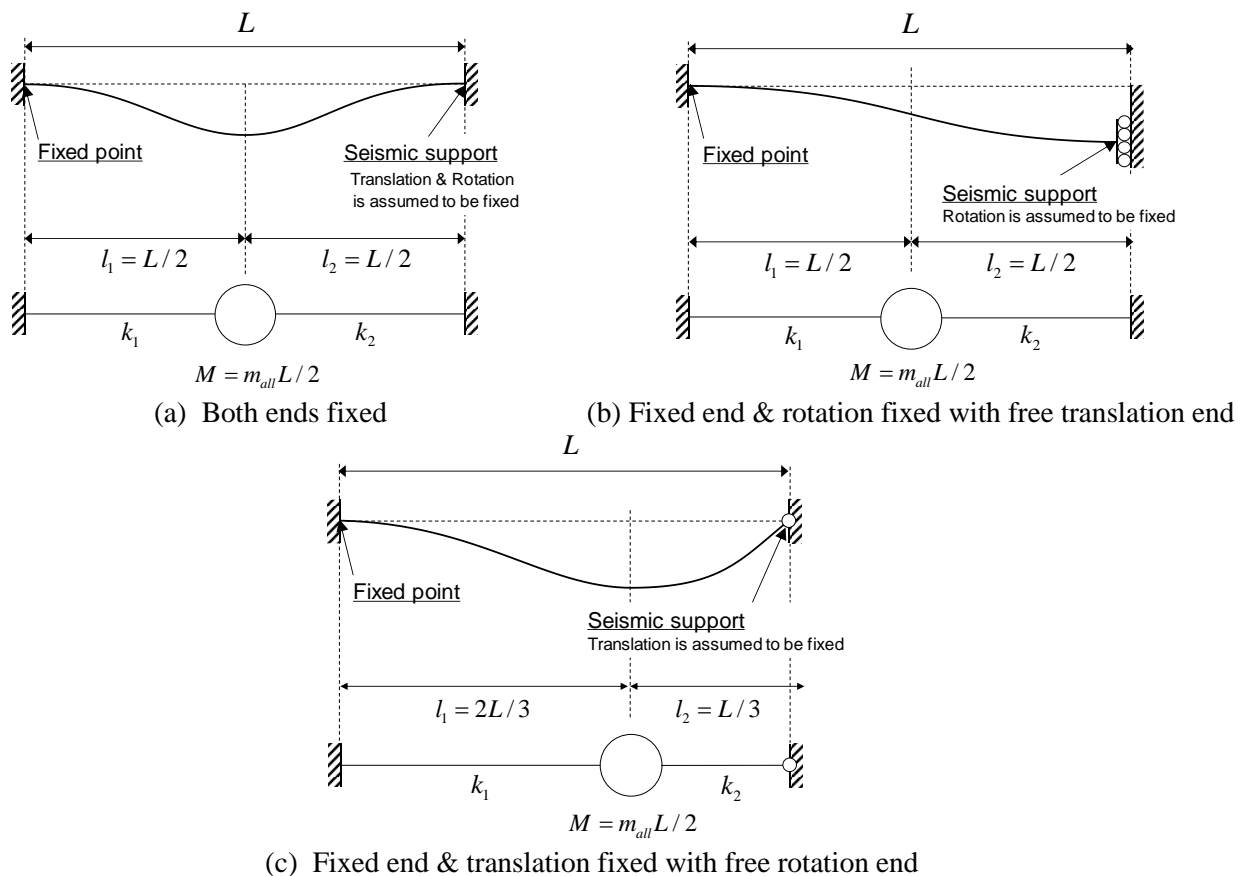 L
Fixed point
Seismic support
Translation & Rotation
is assumed to be fixed
l₁ = L / 2
l₂ = L / 2
k₁
k₂
M = m_all L / 2
(a) Both ends fixed
L
Fixed point
Seismic support
Rotation is assumed to be fixed
l₁ = L / 2
l₂ = L / 2
k₁
k₂
M = m_all L / 2
(b) Fixed end & rotation fixed with free translation end
L
Fixed point
Seismic support
Translation is assumed to be fixed
l₁ = 2L / 3
l₂ = L / 3
k₁
k₂
M = m_all L / 2
(c) Fixed end & translation fixed with free rotation end